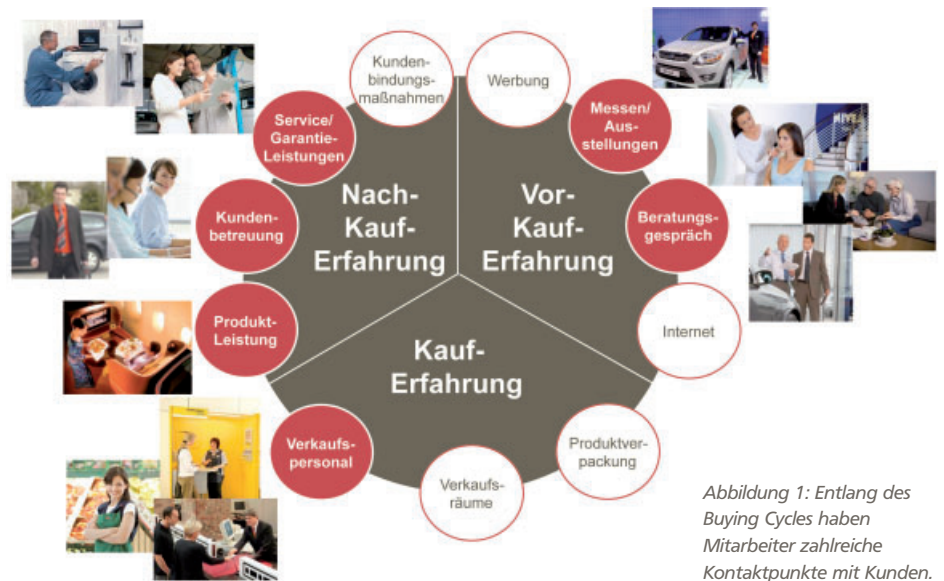 Kunden-
bindungs-
maßnahmen
Werbung
Service/
Garantie-
Leistungen
Messen/
Aus-
stellungen
Nach-
Kauf-
Erfahrung
Vor-
Kauf-
Erfahrung
Kunden-
betreuung
Beratungs-
gespräch
Produkt-
Leistung
Internet
Kauf-
Erfahrung
Verkaufs-
personal
Verkaufs-
räume
Produktver-
packung
NIVEA
Abbildung 1: Entlang des
Buying Cycles haben
Mitarbeiter zahlreiche
Kontaktpunkte mit Kunden.